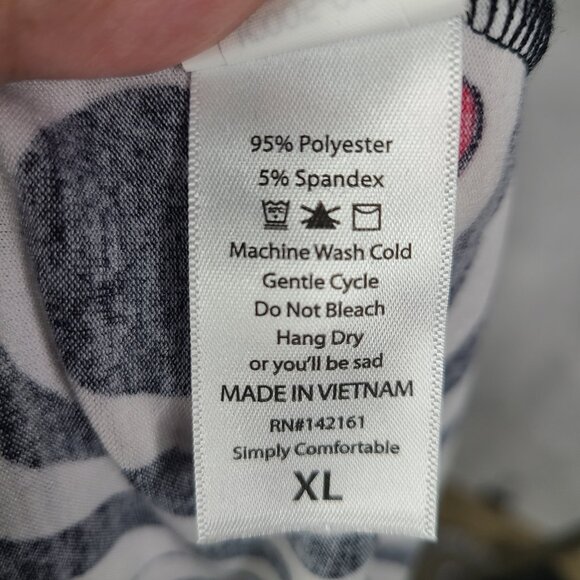 95% Polyester
5% Spandex
Machine Wash Cold
Gentle Cycle
Do Not Bleach
Hang Dry
or you'll be sad
MADE IN VIETNAM
RN#142161
Simply Comfortable
XL